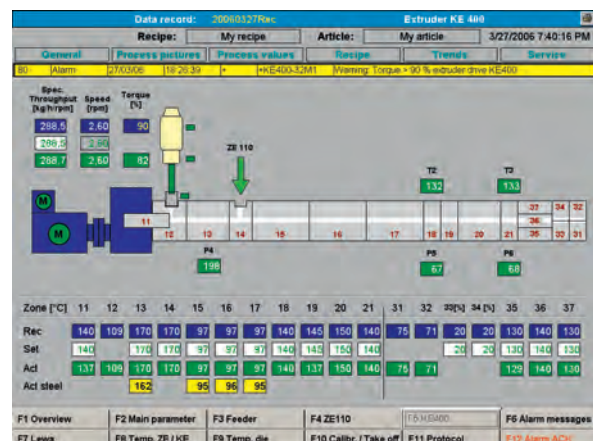 Data record: 20060327Rec Extruder KE 400
Recipe: My recipe Article: My article 3/27/2006 7:40:16 PM
General Process pictures Process values Recipe Trends Service
80 Alarm 27/03/06 18:26:39 + +KE400-32M1 Warning: Torque > 90 % extruder drive KE400
Spec. Throughput [kg/h/rpm] Speed [rpm] Torque [%]
288,5 2,60 90
288,5 2,60
288,7 2,60 82
ZE 110
T2 T3
132 133
M
M
37 34 32
11 36
12 13 14 15 16 17 18 19 20 21 35 33 31
P4 P5 P6
198 67 68
Zone [°C] 11 12 13 14 15 16 17 18 19 20 21 31 32 33[%] 34 [%] 35 36 37
Rec 140 109 170 170 97 97 97 140 145 150 140 75 71 20 20 130 140 130
Set 140 170 170 97 97 97 140 145 150 140 20 20 130 140 130
Act 137 109 170 170 97 97 97 140 137 150 140 75 71 129 140 130
Act steel 162 95 96 95
F1 Overview F2 Main parameter F3 Feeder F4 ZE110 F5 KE400 F6 Alarm messages
F7 Laws F8 Temp. ZE / KE F9 Temp. die F10 Calibr. / Take off F11 Protocol F12 Alarm ACK